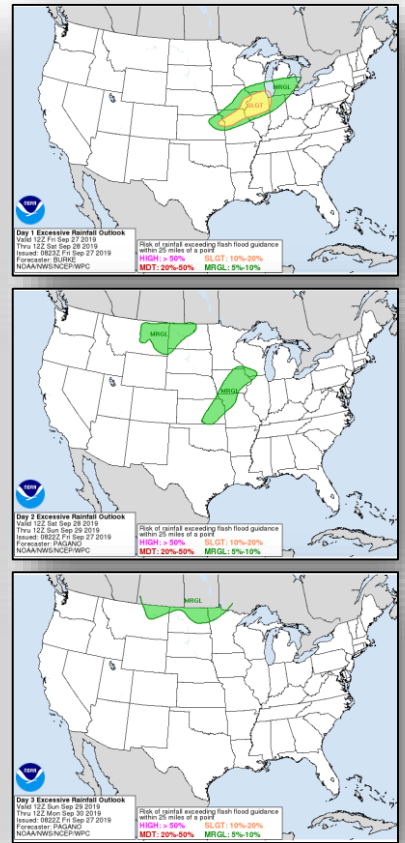 MRGL
SLGT
NOAA
Day 1 Excessive Rainfall Outlook
Valid 12Z Fri Sep 27 2019
Thru 12Z Sat Sep 28 2019
Issued: 0823Z Fri Sep 27 2019
Forecaster: BURKE
NOAA/NWS/NCEP/WPC
Risk of rainfall exceeding flash flood guidance
within 25 miles of a point
HIGH: > 50% SLGT: 10%-20%
MDT: 20%-50% MRGL: 5%-10%
MRGL
MRGL
NOAA
Day 2 Excessive Rainfall Outlook
Valid 12Z Sat Sep 28 2019
Thru 12Z Sun Sep 29 2019
Issued: 0822Z Fri Sep 27 2019
Forecaster: PAGANO
NOAA/NWS/NCEP/WPC
Risk of rainfall exceeding flash flood guidance
within 25 miles of a point
HIGH: > 50% SLGT: 10%-20%
MDT: 20%-50% MRGL: 5%-10%
MRGL
NOAA
Day 3 Excessive Rainfall Outlook
Valid 12Z Sun Sep 29 2019
Thru 12Z Mon Sep 30 2019
Issued: 0822Z Fri Sep 27 2019
Forecaster: PAGANO
NOAA/NWS/NCEP/WPC
Risk of rainfall exceeding flash flood guidance
within 25 miles of a point
HIGH: > 50% SLGT: 10%-20%
MDT: 20%-50% MRGL: 5%-10%